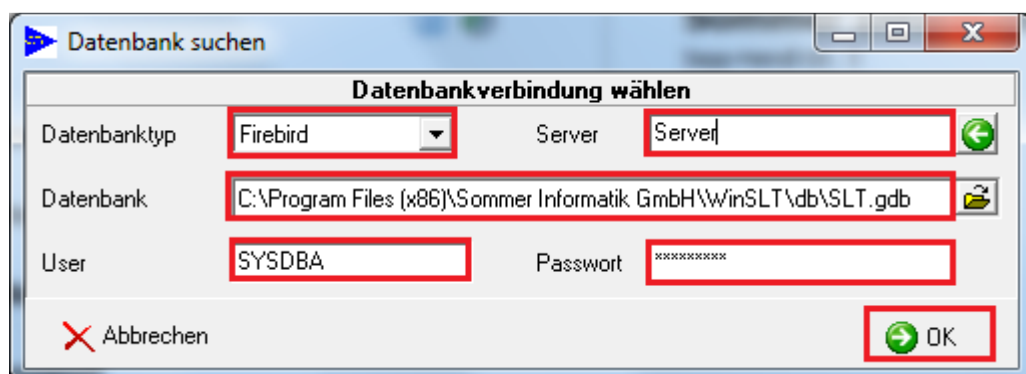 Datenbank suchen
Datenbankverbindung wählen
Datenbanktyp Firebird Server Server
Datenbank C:\Program Files (x86)\Sommer Informatik GmbH\WinSLT\db\SLT.gdb
User SYSDBA Passwort *********
Abbrechen OK